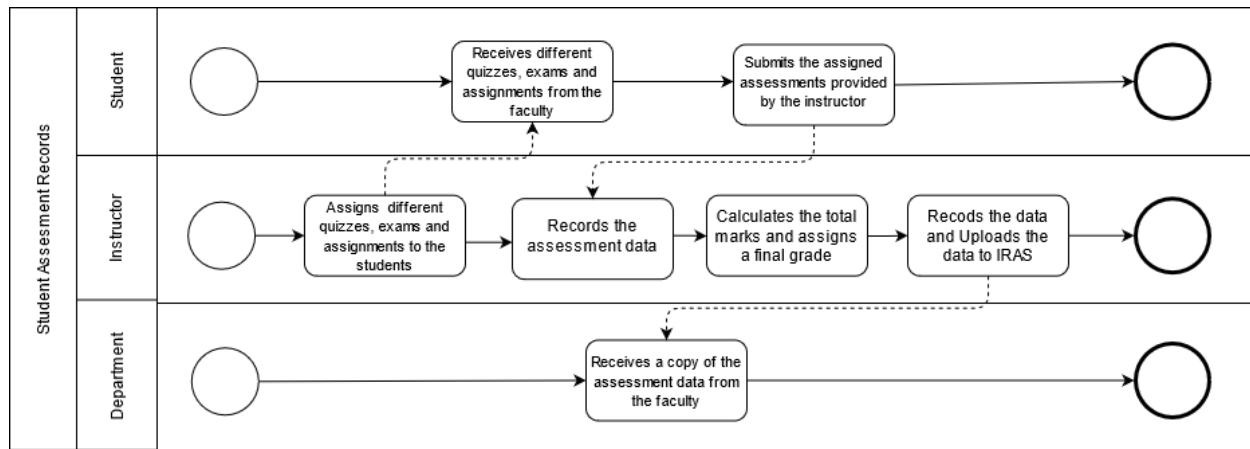 Student Assesment Records
Student
Receives different
quizzes, exams and
assignments from the
faculty
Submits the assigned
assessments provided
by the instructor
Instructor
Assigns different
quizzes, exams and
assignments to the
students
Records the
assessment data
Calculates the total
marks and assigns
a final grade
Recods the data
and Uploads the
data to IRAS
Department
Receives a copy of the
assessment data from
the faculty